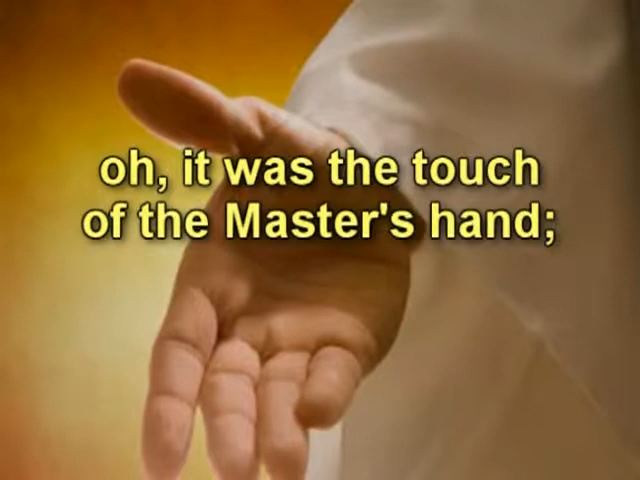 oh, it was the touch
of the Master's hand;